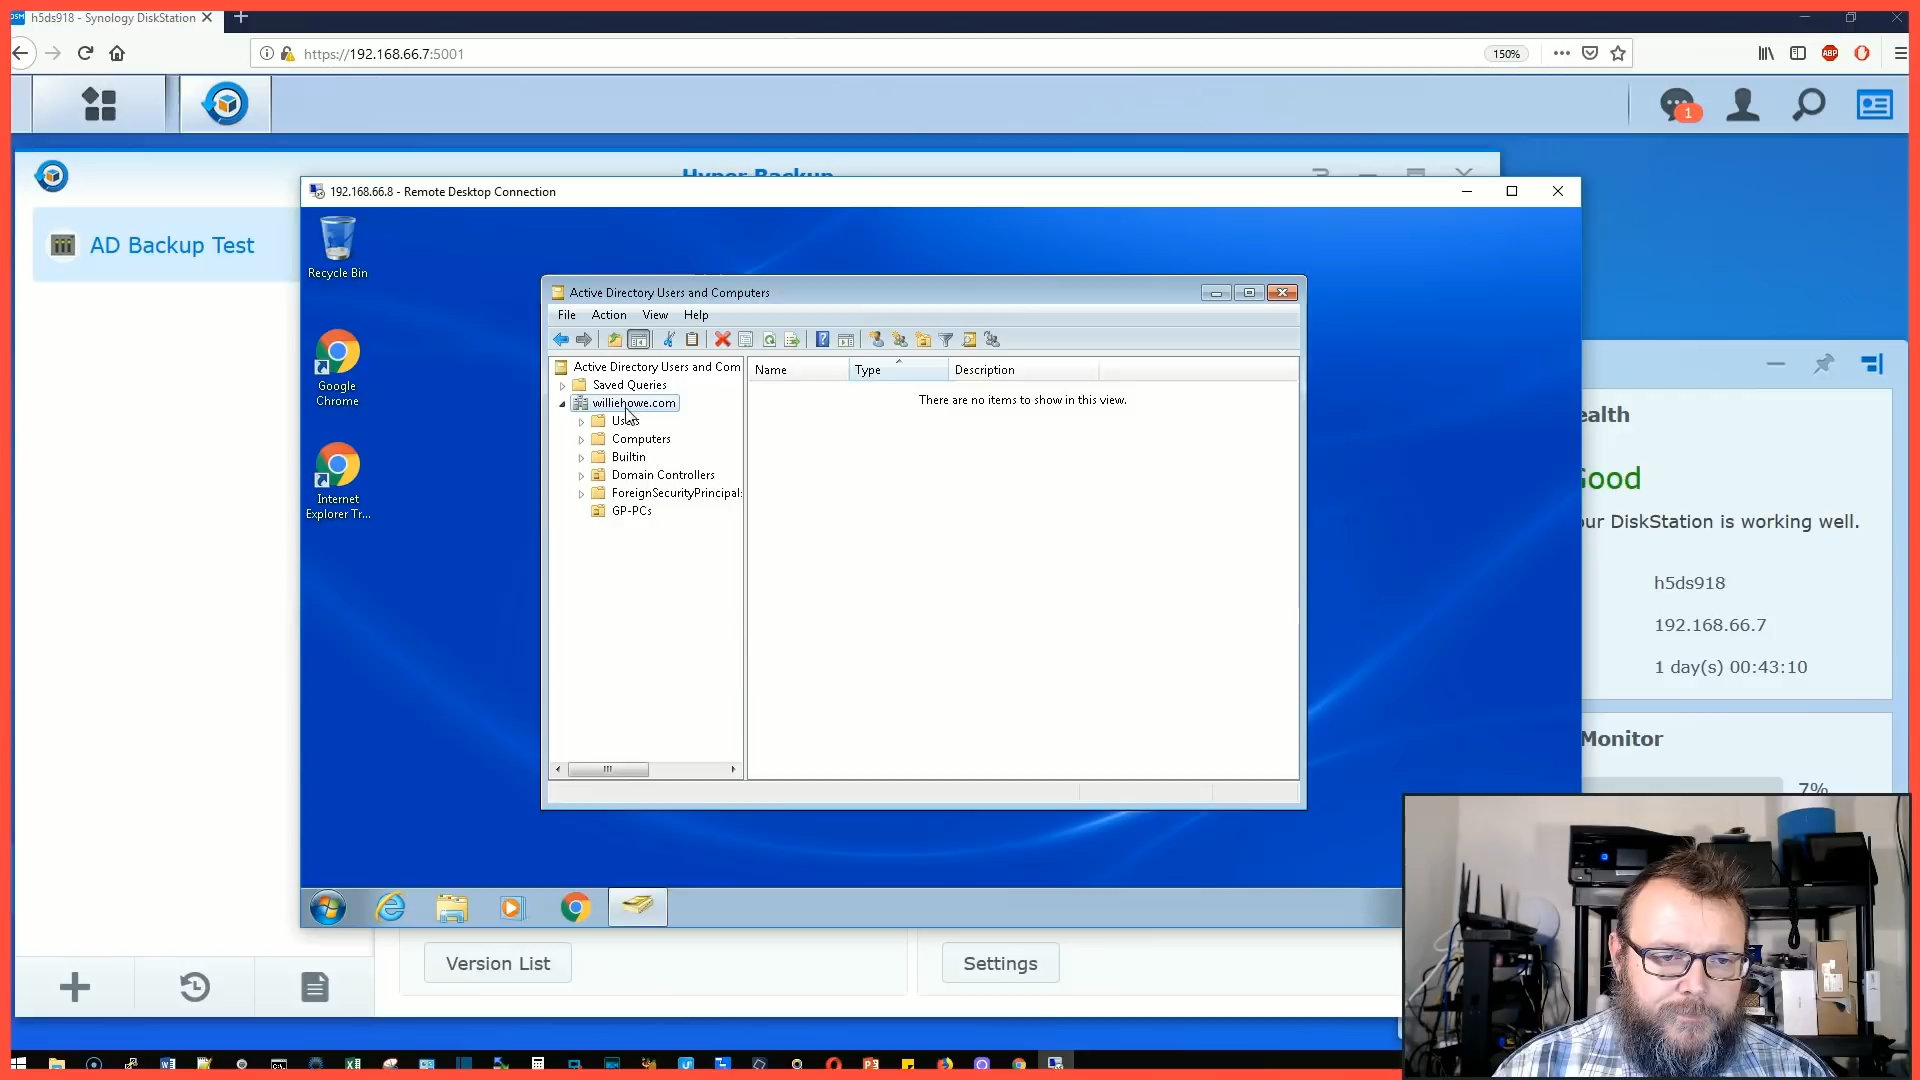 h5ds918 - Synology DiskStation
https://192.168.66.7:5001
150%
ABP
1
Hyper Backup
AD Backup Test
192.168.66.8 - Remote Desktop Connection
Recycle Bin
Google
Chrome
Internet
Explorer Tr...
Active Directory Users and Computers
File Action View Help
Active Directory Users and Com
Saved Queries
williehowe.com
Users
Computers
Builtin
Domain Controllers
ForeignSecurityPrincipal:
GP-PCs
Name Type Description
There are no items to show in this view.
ealth
Good
ur DiskStation is working well.
h5ds918
192.168.66.7
1 day(s) 00:43:10
Monitor
7%
Version List
Settings